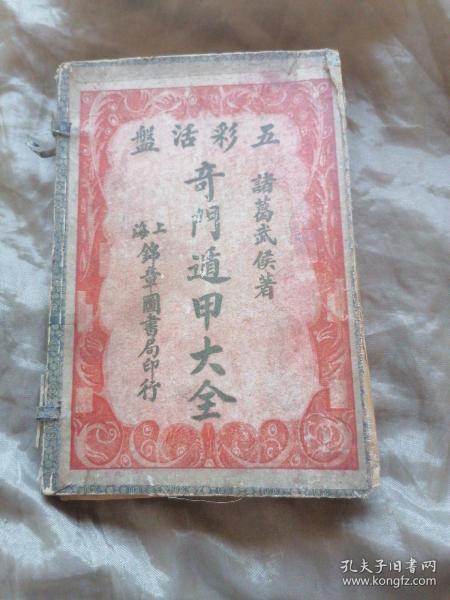 五彩活盤
諸葛武侯著
奇門遁甲大全
上海
錦章圖書局印行
孔夫子旧书网
www.kongfz.com